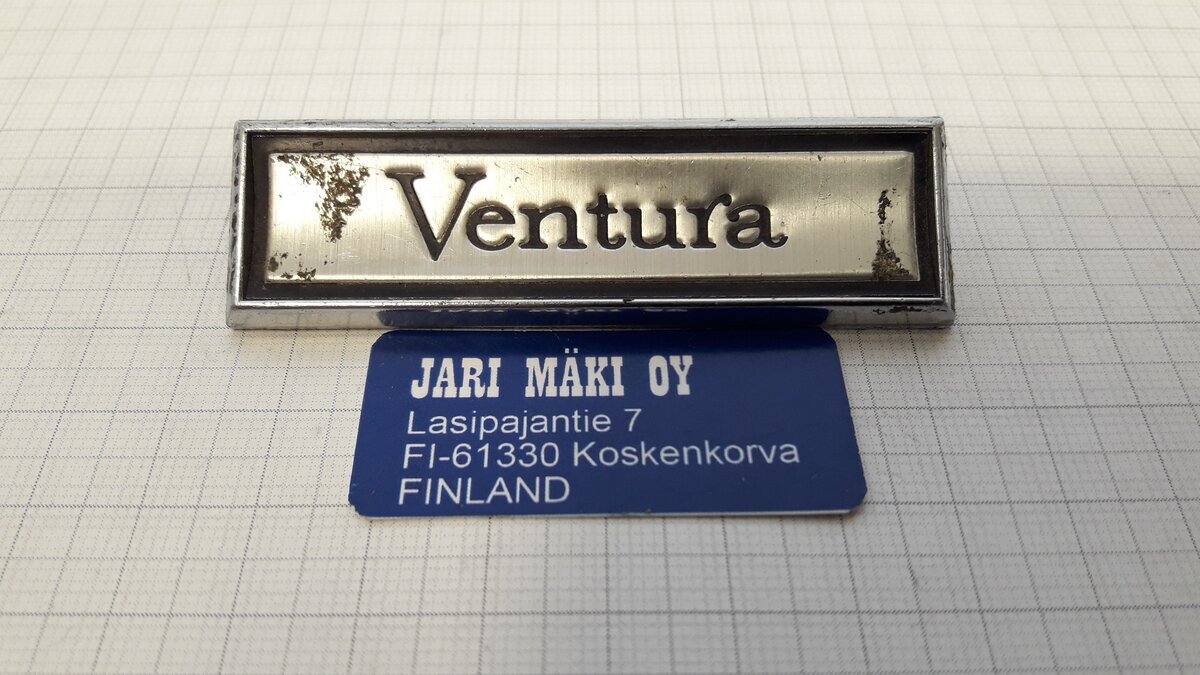 Ventura
JARI MÄKI OY
Lasipajantie 7
FI-61330 Koskenkorva
FINLAND